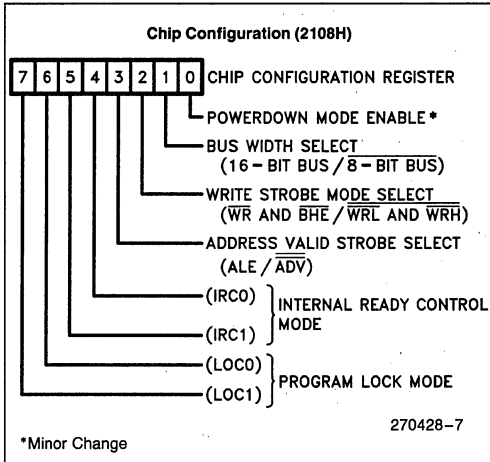 Chip Configuration (2108H)
7 6 5 4 3 2 1 0 CHIP CONFIGURATION REGISTER
POWERDOWN MODE ENABLE*
BUS WIDTH SELECT
(16-BIT BUS / 8-BIT BUS)
WRITE STROBE MODE SELECT
(WR AND BHE / WRL AND WRH)
ADDRESS VALID STROBE SELECT
(ALE / ADV)
(IRC0)
INTERNAL READY CONTROL
MODE
(IRC1)
(LOC0)
PROGRAM LOCK MODE
(LOC1)
270428-7
*Minor Change